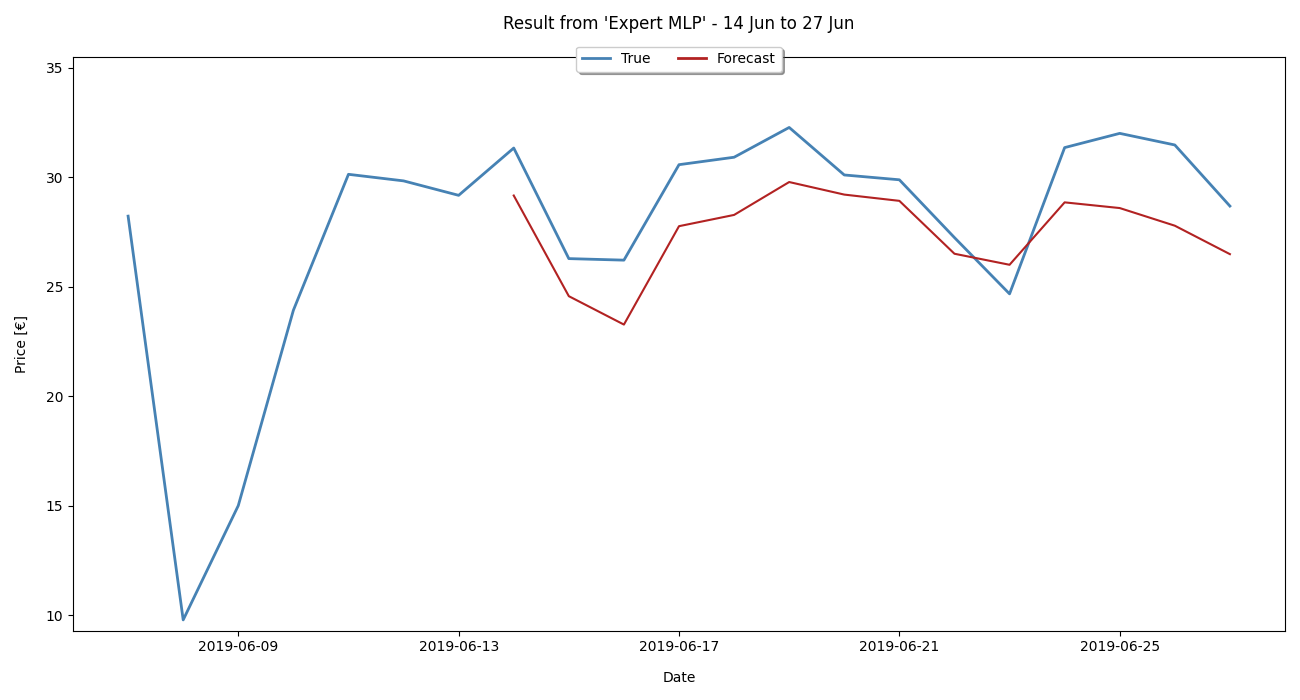 Result from 'Expert MLP' - 14 Jun to 27 Jun
True Forecast
35
30
25
20
15
10
Price [€]
2019-06-09 2019-06-13 2019-06-17 2019-06-21 2019-06-25
Date